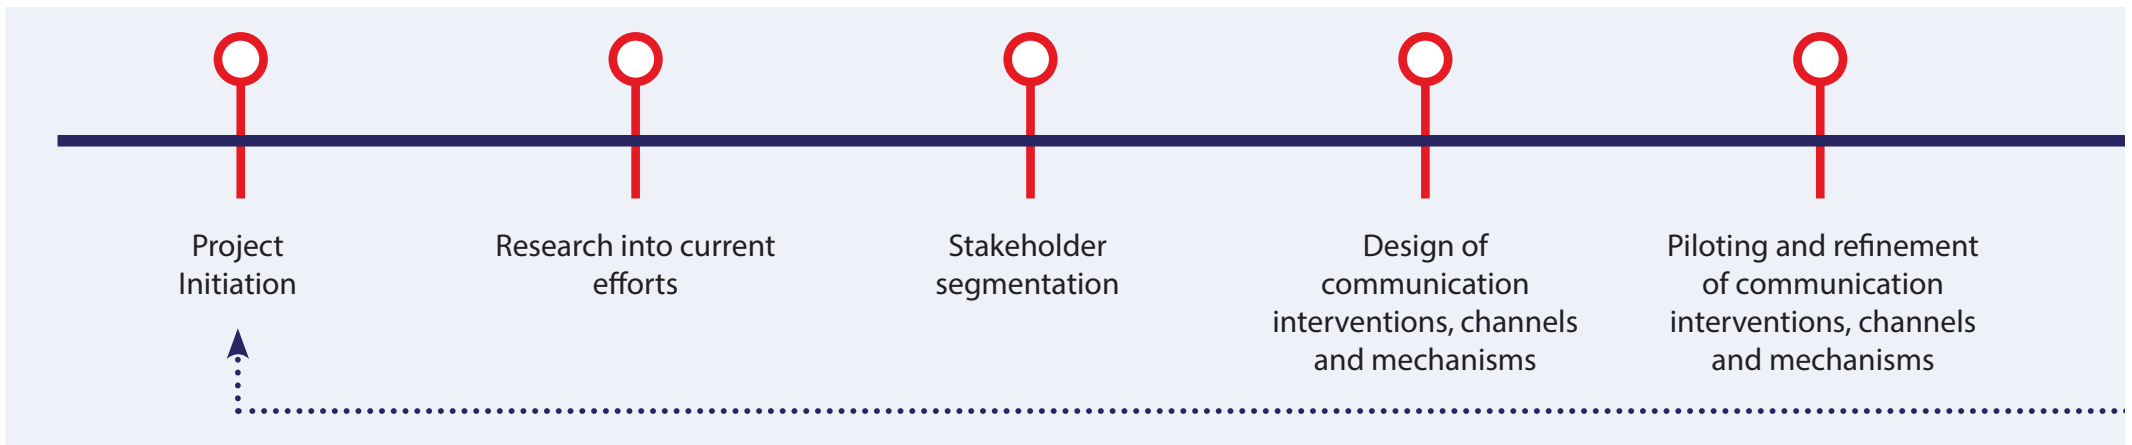 Project
Initiation
Research into current
efforts
Stakeholder
segmentation
Design of
communication
interventions, channels
and mechanisms
Piloting and refinement
of communication
interventions, channels
and mechanisms